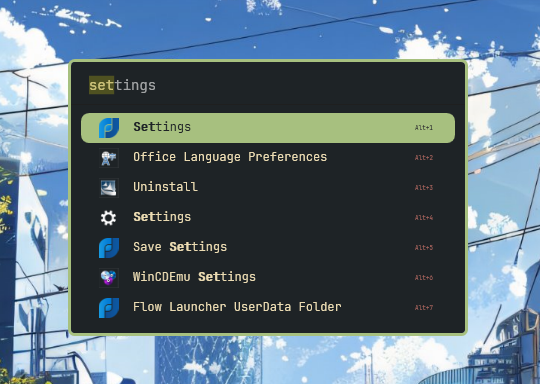 settings
Settings Alt+1
Office Language Preferences Alt+2
Uninstall Alt+3
Settings Alt+4
Save Settings Alt+5
WinCDEmu Settings Alt+6
Flow Launcher UserData Folder Alt+7